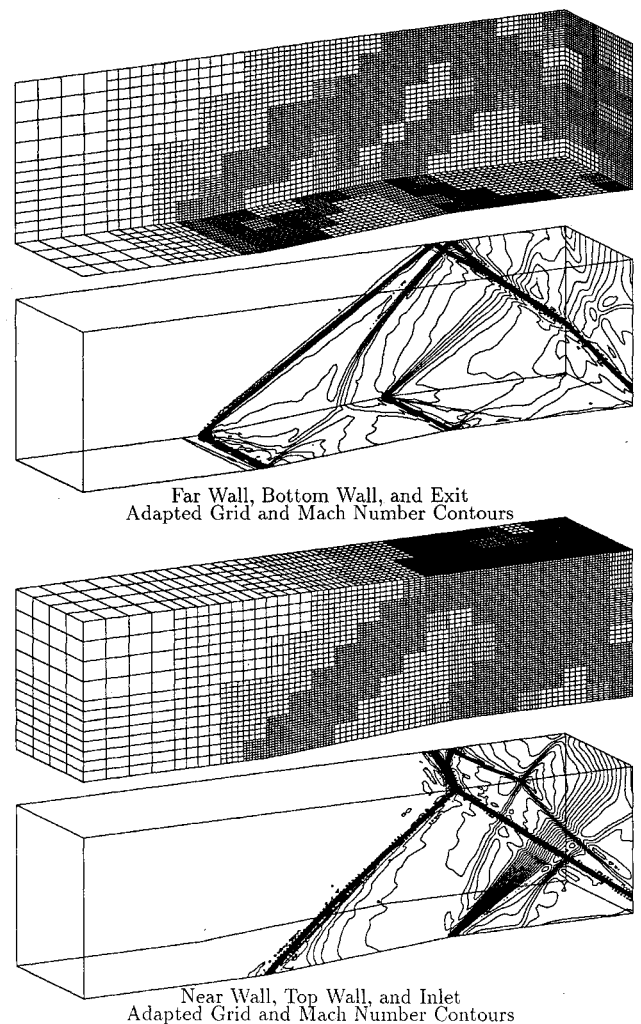 Far Wall, Bottom Wall, and Exit
Adapted Grid and Mach Number Contours
Near Wall, Top Wall, and Inlet
Adapted Grid and Mach Number Contours